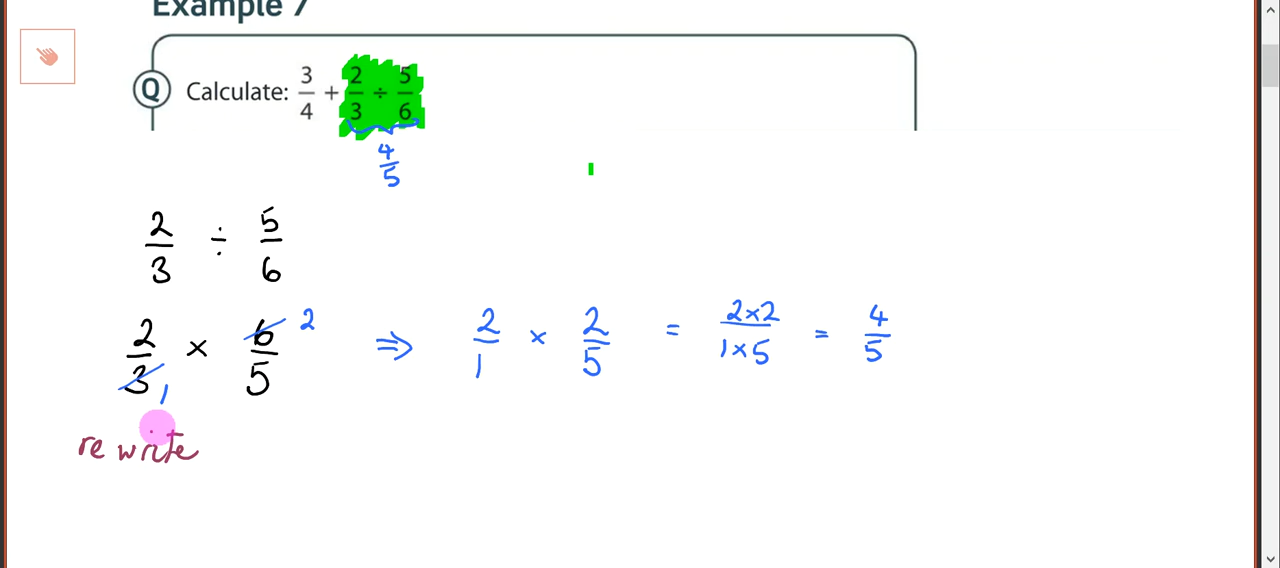 Example 7
Q Calculate: 3/4 + 2/3 ÷ 5/6
4/5
2/3 ÷ 5/6
2/3 1 × 6/5 2 ⇒ 2/1 × 2/5 = 2×2/1×5 = 4/5
re write